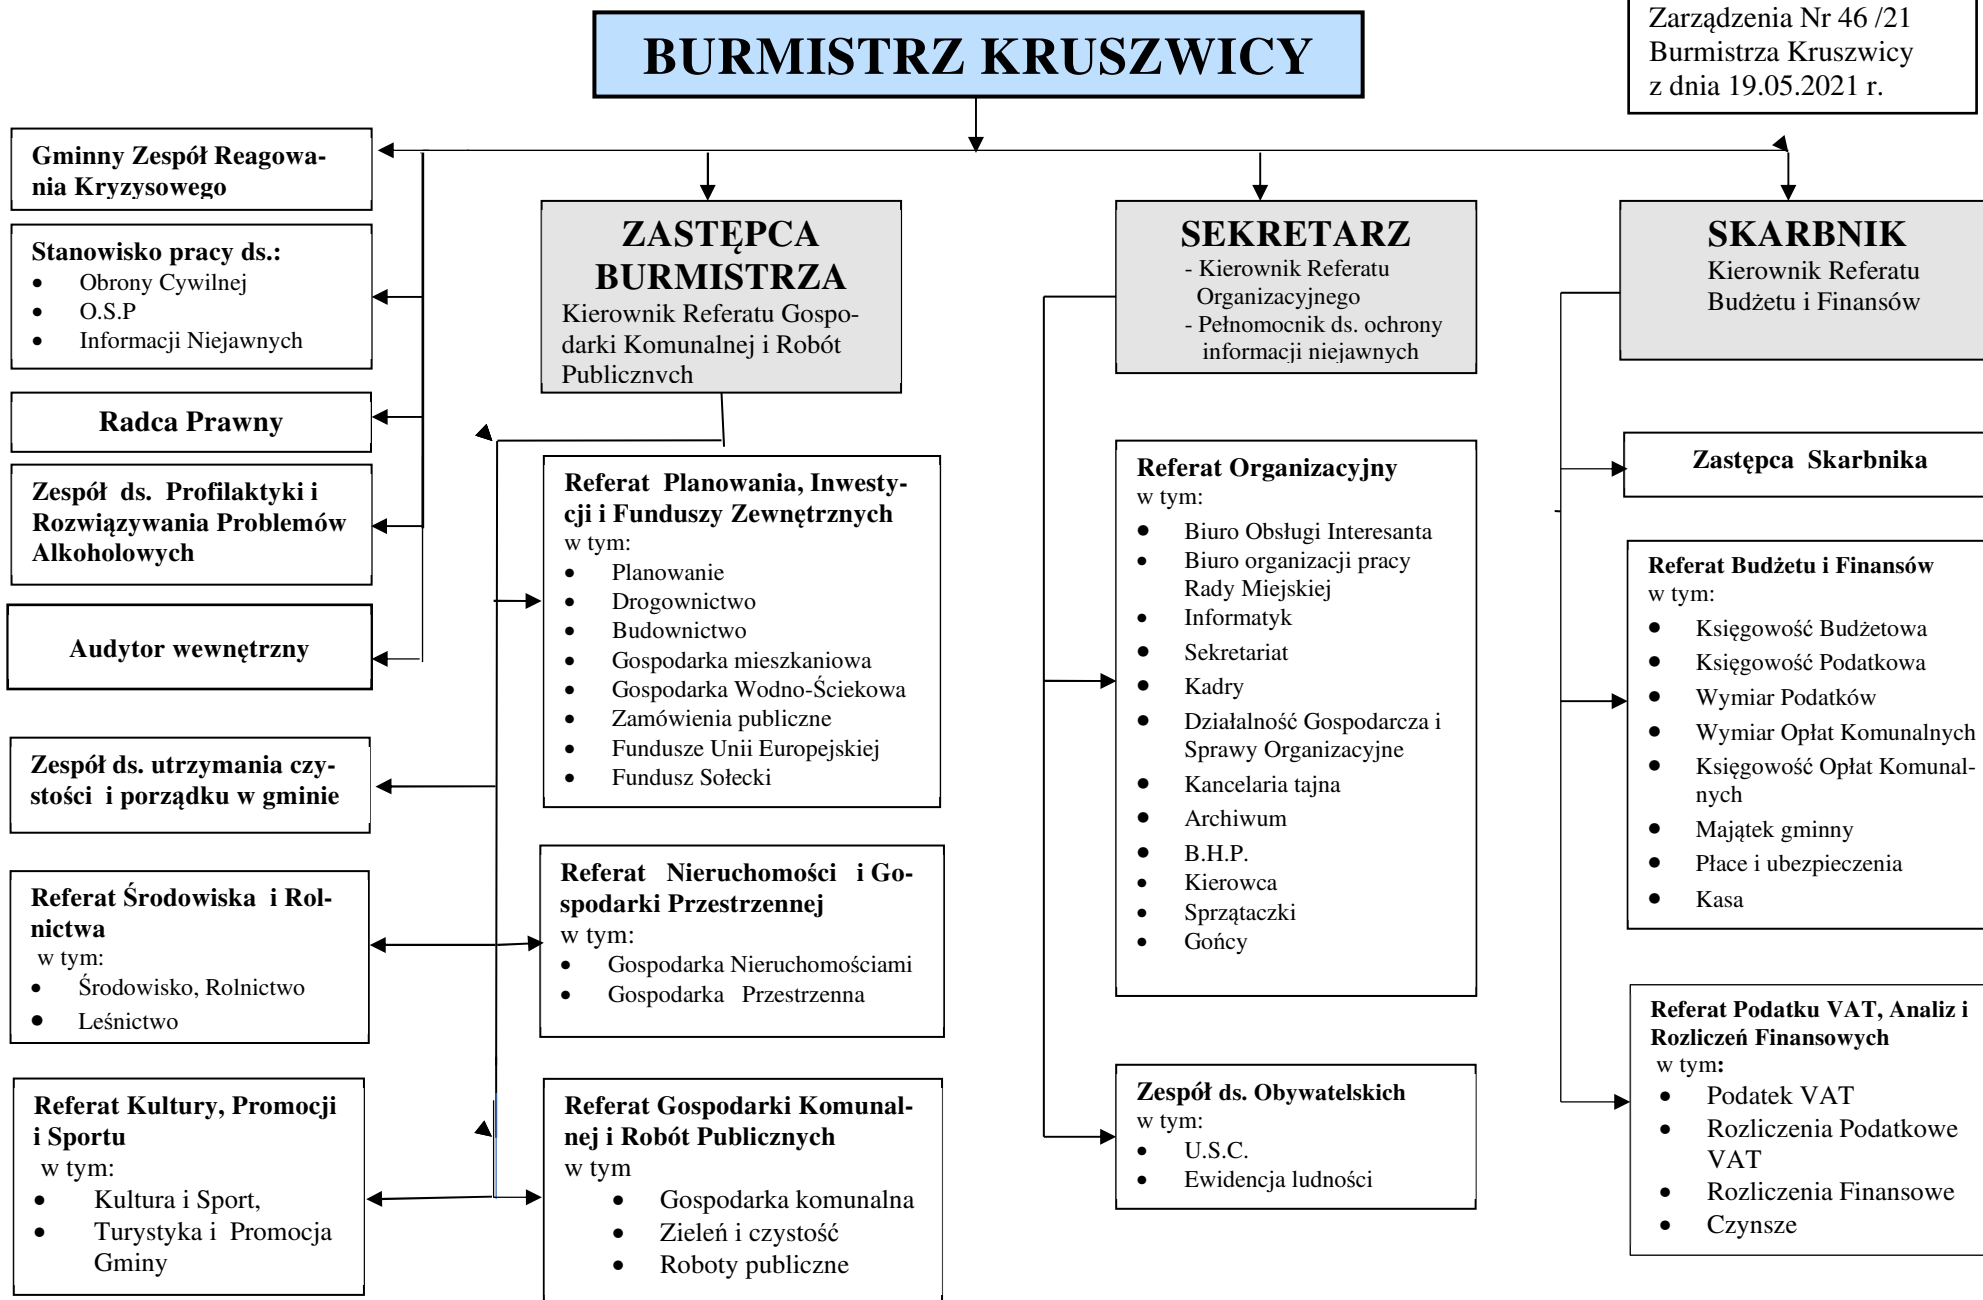 BURMISTRZ KRUSZWICY
Zarządzenia Nr 46 /21
Burmistrza Kruszwicy
z dnia 19.05.2021 r.
Gminny Zespół Reagowa-
nia Kryzysowego
Stanowisko pracy ds.:
• Obrony Cywilnej
• O.S.P
• Informacji Niejawnych
Radca Prawny
Zespół ds. Profilaktyki i
Rozwiązywania Problemów
Alkoholowych
Audytor wewnętrzny
Zespół ds. utrzymania czy-
stości i porządku w gminie
Referat Środowiska i Rol-
nictwa
w tym:
• Środowisko, Rolnictwo
• Leśnictwo
Referat Kultury, Promocji
i Sportu
w tym:
• Kultura i Sport,
• Turystyka i Promocja
Gminy
ZASTĘPCA
BURMISTRZA
Kierownik Referatu Gospo-
darki Komunalnej i Robót
Publicznych
Referat Planowania, Inwesty-
cji i Funduszy Zewnętrznych
w tym:
• Planowanie
• Drogownictwo
• Budownictwo
• Gospodarka mieszkaniowa
• Gospodarka Wodno-Ściekowa
• Zamówienia publiczne
• Fundusze Unii Europejskiej
• Fundusz Sołecki
Referat Nieruchomości i Go-
spodarki Przestrzennej
w tym:
• Gospodarka Nieruchomościami
• Gospodarka Przestrzenna
Referat Gospodarki Komunal-
nej i Robót Publicznych
w tym
• Gospodarka komunalna
• Zieleń i czystość
• Roboty publiczne
SEKRETARZ
- Kierownik Referatu
Organizacyjnego
- Pełnomocnik ds. ochrony
informacji niejawnych
Referat Organizacyjny
w tym:
• Biuro Obsługi Interesanta
• Biuro organizacji pracy
Rady Miejskiej
• Informatyk
• Sekretariat
• Kadry
• Działalność Gospodarcza i
Sprawy Organizacyjne
• Kancelaria tajna
• Archiwum
• B.H.P.
• Kierowca
• Sprzątaczki
• Gońcy
Zespół ds. Obywatelskich
w tym:
• U.S.C.
• Ewidencja ludności
SKARBNIK
Kierownik Referatu
Budżetu i Finansów
Zastępca Skarbnika
Referat Budżetu i Finansów
w tym:
• Księgowość Budżetowa
• Księgowość Podatkowa
• Wymiar Podatków
• Wymiar Opłat Komunalnych
• Księgowość Opłat Komunal-
nych
• Majątek gminny
• Płace i ubezpieczenia
• Kasa
Referat Podatku VAT, Analiz i
Rozliczeń Finansowych
w tym:
• Podatek VAT
• Rozliczenia Podatkowe
VAT
• Rozliczenia Finansowe
• Czynsze